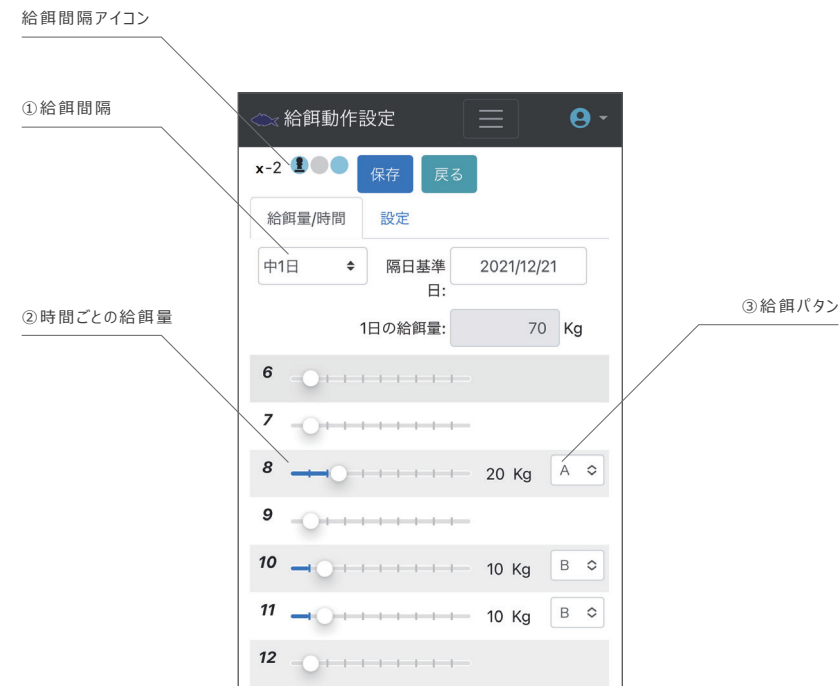 給餌間隔アイコン
①給餌間隔
給餌動作設定
x-2
保存
戻る
給餌量/時間
設定
中1日
隔日基準日:
2021/12/21
②時間ごとの給餌量
③給餌パタン
1日の給餌量:
70
Kg
6
7
8
20 Kg
A
9
10
10 Kg
B
11
10 Kg
B
12